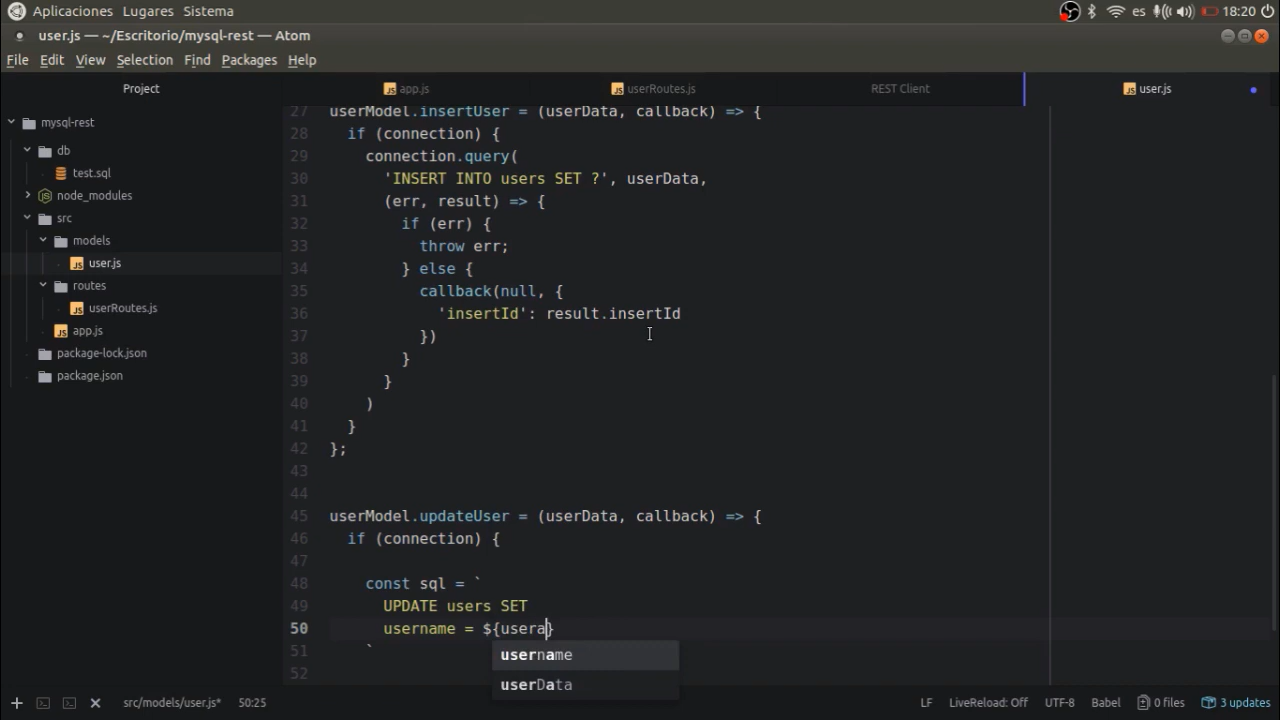 Aplicaciones Lugares Sistema es 18:20
user.js — ~/Escritorio/mysql-rest — Atom
File Edit View Selection Find Packages Help
Project app.js userRoutes.js REST Client user.js
mysql-rest
db
test.sql
node_modules
src
models
user.js
routes
userRoutes.js
app.js
package-lock.json
package.json
27 userModel.insertUser = (userData, callback) => {
28 if (connection) {
29 connection.query(
30 'INSERT INTO users SET ?', userData,
31 (err, result) => {
32 if (err) {
33 throw err;
34 } else {
35 callback(null, {
36 'insertId': result.insertId
37 })
38 }
39 }
40 )
41 }
42 };
43
44
45 userModel.updateUser = (userData, callback) => {
46 if (connection) {
47
48 const sql = `
49 UPDATE users SET
50 username = ${usera}
`
52
username
userData
src/models/user.js* 50:25 LF LiveReload: Off UTF-8 Babel 0 files 3 updates